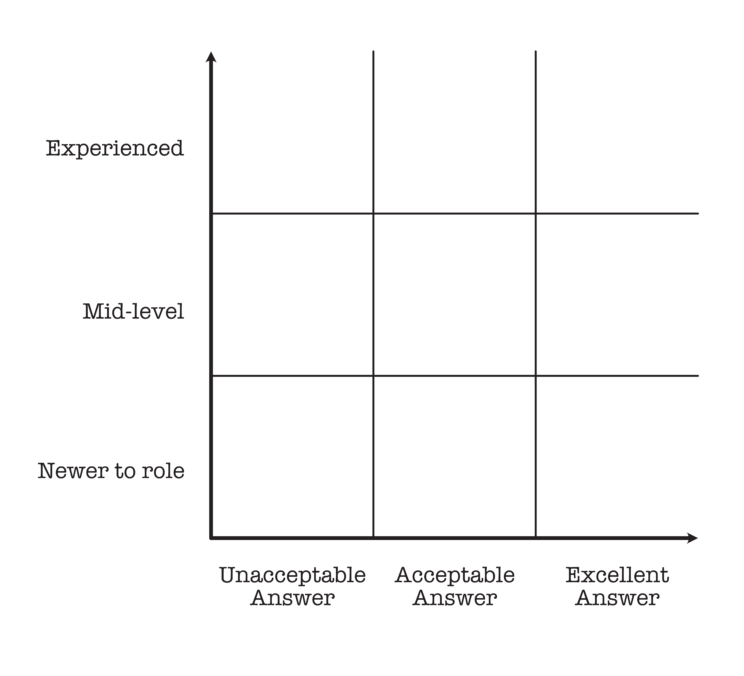 Experienced
Mid-level
Newer to role
Unacceptable Acceptable Excellent
Answer Answer Answer